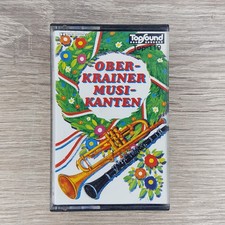 TopSound
OBER-
KRAINER
MUSI-
KANTEN